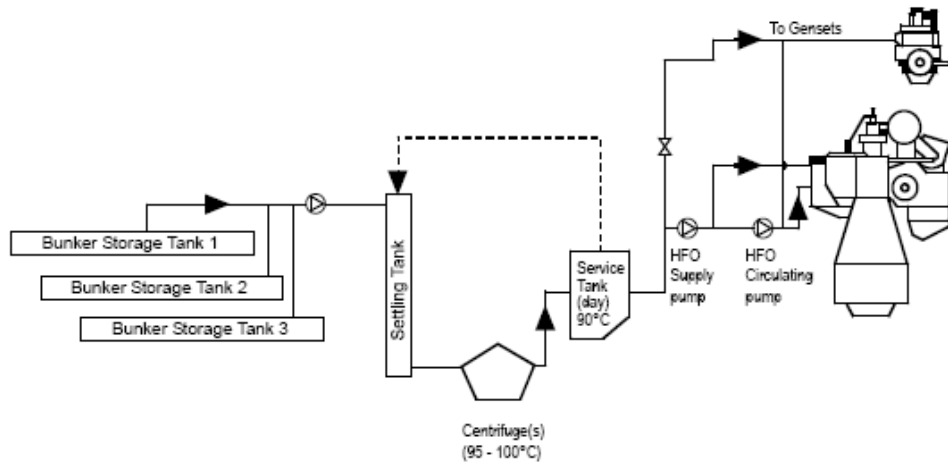 To Gensets
Bunker Storage Tank 1
Bunker Storage Tank 2
Bunker Storage Tank 3
Settling Tank
Centrifuge(s)
(95 - 100°C)
Service
Tank
(day)
90°C
HFO
Supply
pump
HFO
Circulating
pump